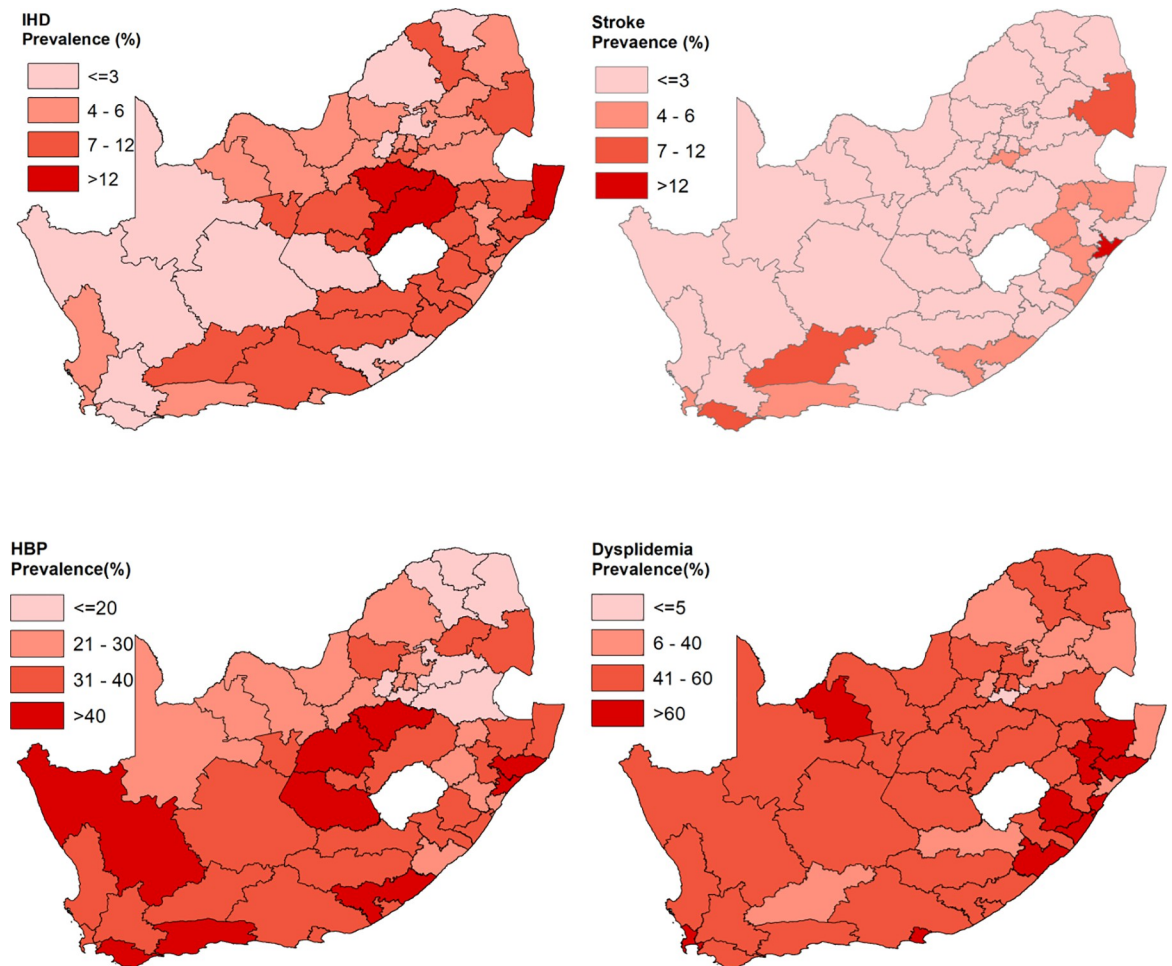 IHD
Prevalence (%)
<=3
4 - 6
7 - 12
>12
Stroke
Prevaence (%)
<=3
4 - 6
7 - 12
>12
HBP
Prevalence(%)
<=20
21 - 30
31 - 40
>40
Dysplidemia
Prevalence(%)
<=5
6 - 40
41 - 60
>60